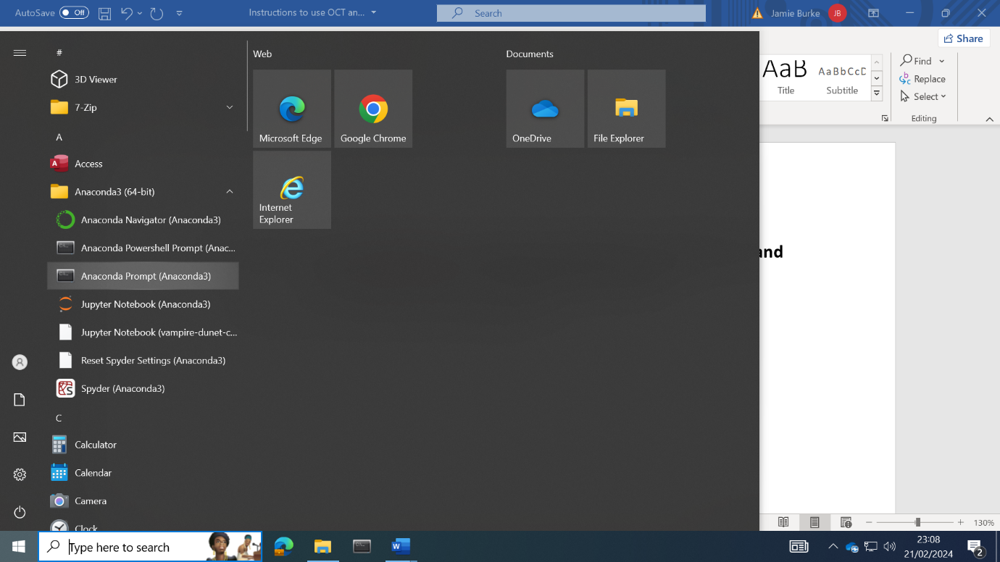 AutoSave Off
Instructions to use OCT an...
Search
Jamie Burke JB
Share
AaB
AaBbCcD
Title
Subtitle
Find
Replace
Select
Editing
and
#
3D Viewer
7-Zip
A
Access
Anaconda3 (64-bit)
Anaconda Navigator (Anaconda3)
Anaconda Powershell Prompt (Anac...
Anaconda Prompt (Anaconda3)
Jupyter Notebook (Anaconda3)
Jupyter Notebook (vampire-dunet-c...
Reset Spyder Settings (Anaconda3)
Spyder (Anaconda3)
C
Calculator
Calendar
Camera
Clock
Web
Microsoft Edge
Google Chrome
Internet
Explorer
Documents
OneDrive
File Explorer
130%
Type here to search
23:08
21/02/2024
2